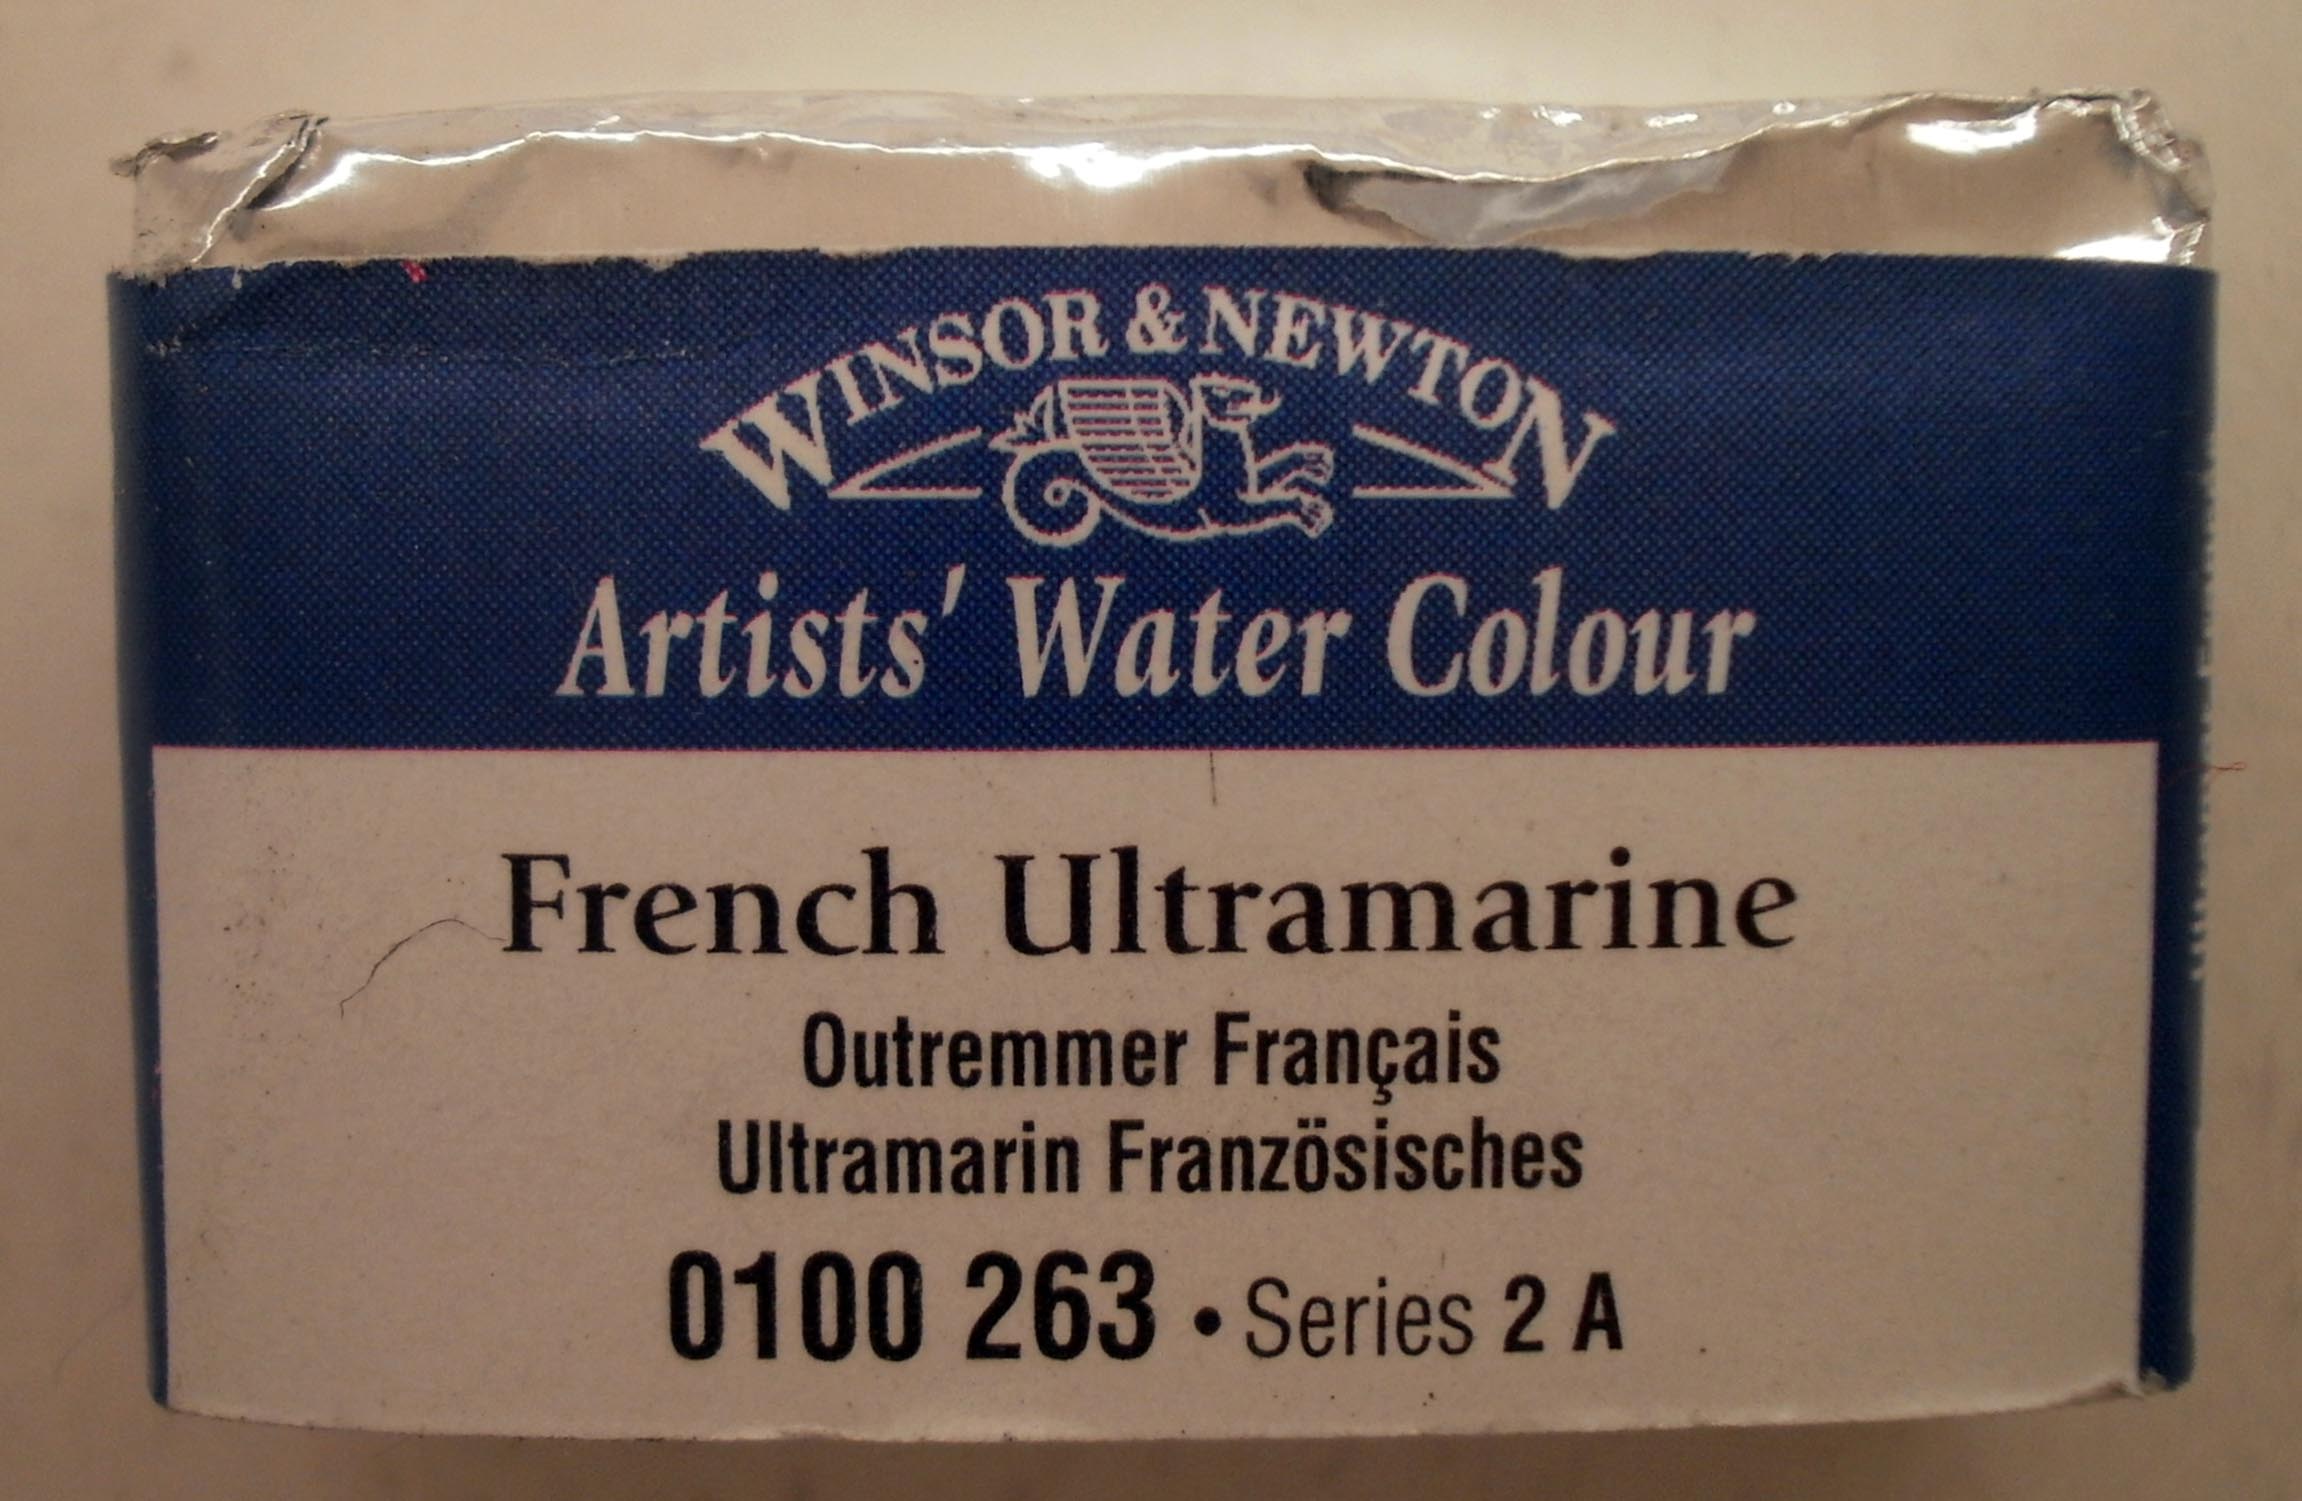 WINSOR & NEWTON
Artists' Water Colour
French Ultramarine
Outremmer Français
Ultramarin Französisches
0100 263 • Series 2 A